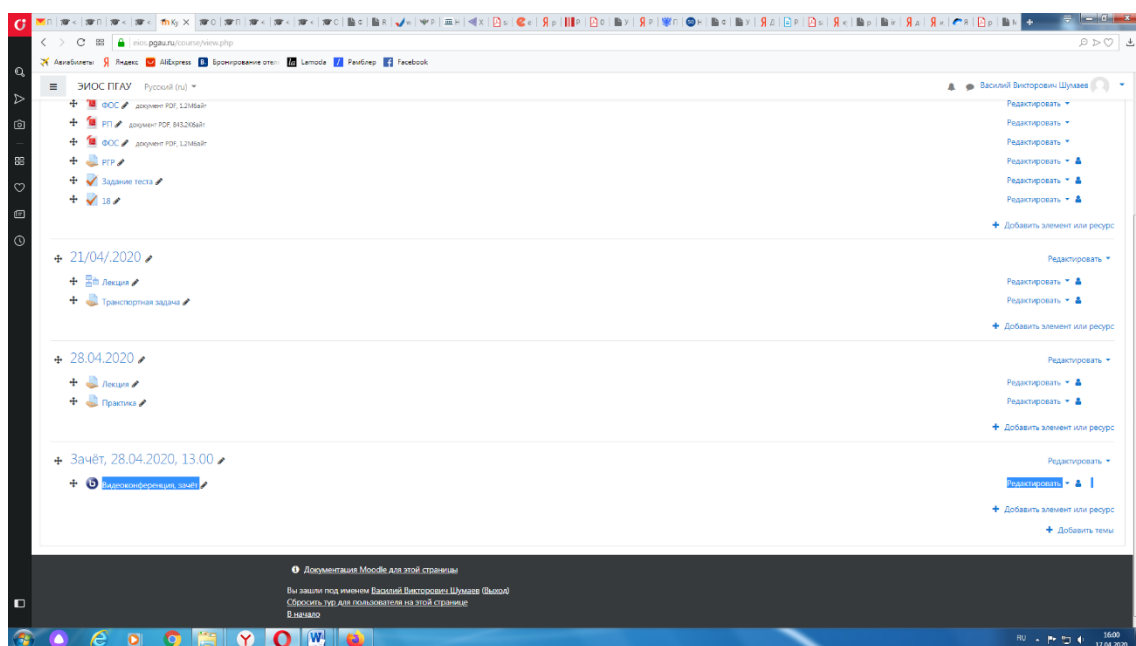 eios.pgau.ru/course/view.php
Авиабилеты Яндекс AliExpress Бронирование отел Lamoda Рамблер Facebook
ЭИОС ПГАУ Русский (ru) Василий Викторович Шумаев
ФОС документ PDF, 1.2Мбайт Редактировать
РП документ PDF, 843.2Кбайт Редактировать
ФОС документ PDF, 1.2Мбайт Редактировать
РГР Редактировать
Задание теста Редактировать
18 Редактировать
Добавить элемент или ресурс
21/04/.2020 Редактировать
Лекция Редактировать
Транспортная задача Редактировать
Добавить элемент или ресурс
28.04.2020 Редактировать
Лекция Редактировать
Практика Редактировать
Добавить элемент или ресурс
Зачёт, 28.04.2020, 13.00 Редактировать
Видеоконференция, зачёт Редактировать
Добавить элемент или ресурс
Добавить темы
Документация Moodle для этой страницы
Вы зашли под именем Василий Викторович Шумаев (Выход)
Сбросить тур для пользователя на этой странице
В начало
RU 16:00
17.04.2020